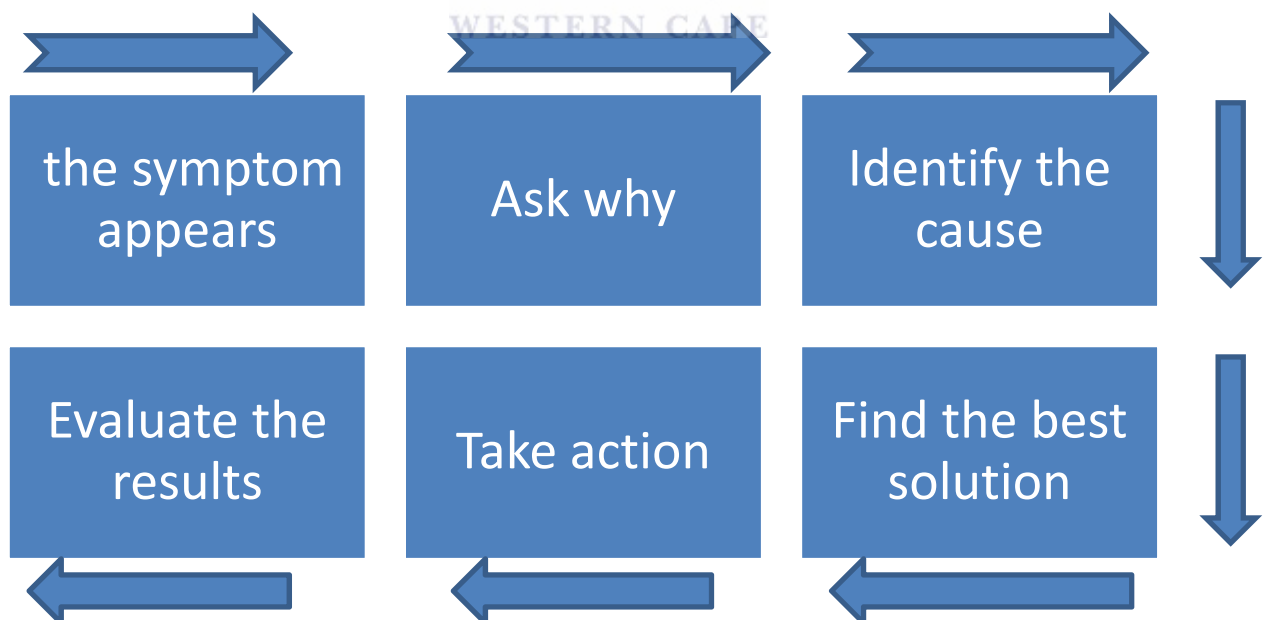 WESTERN CAPE
the symptom
appears
Ask why
Identify the
cause
Find the best
solution
Take action
Evaluate the
results